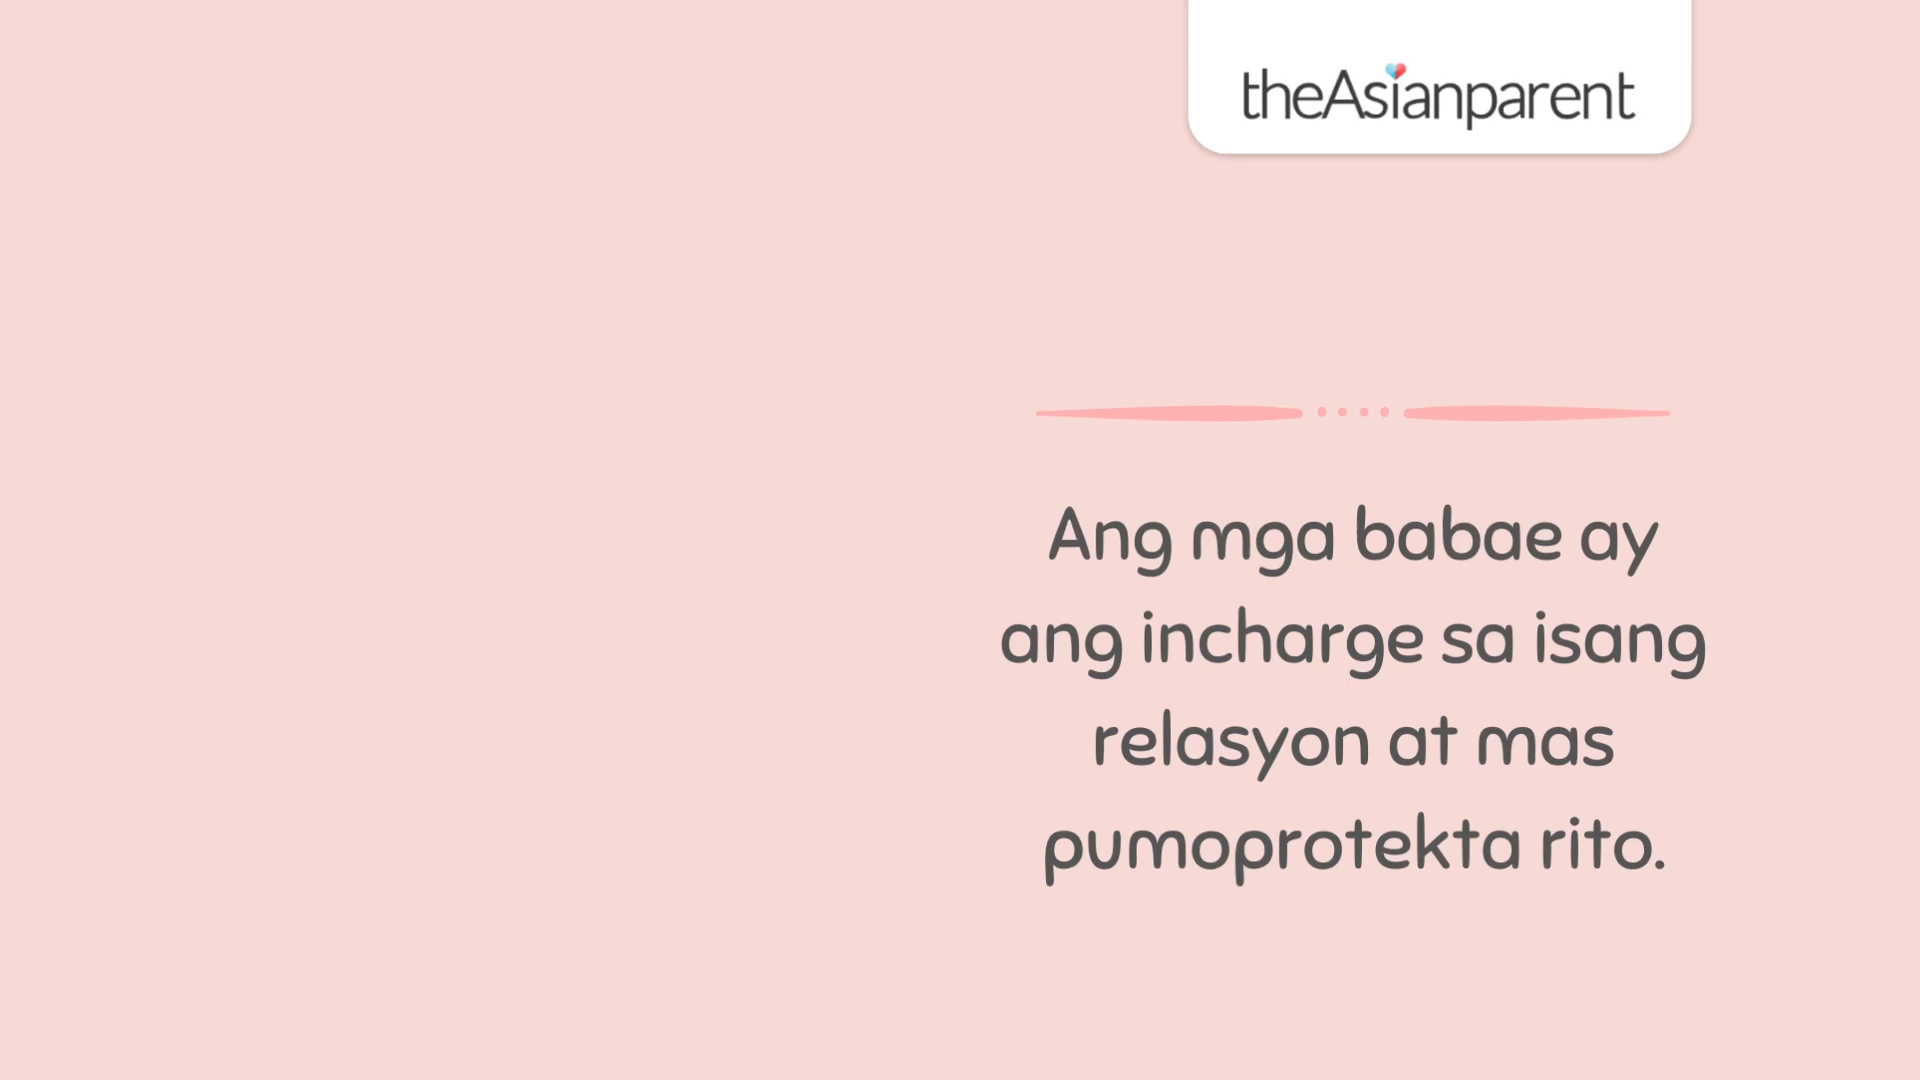 theAsianparent
Ang mga babae ay
ang incharge sa isang
relasyon at mas
pumoprotekta rito.